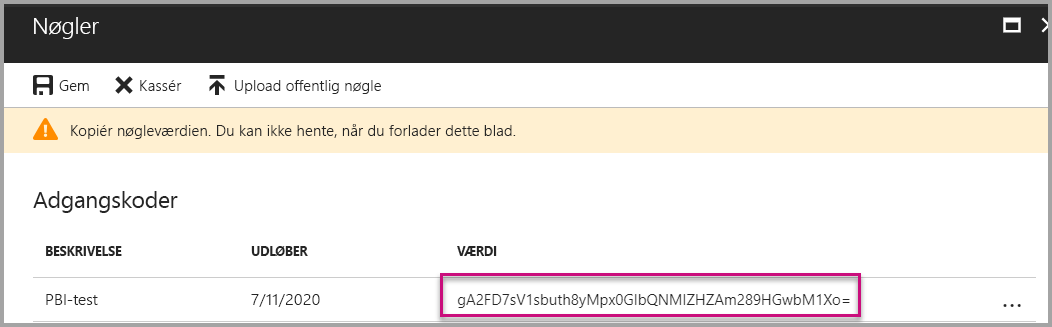 Nøgler
Gem Kassér Upload offentlig nøgle
Kopiér nøgleværdien. Du kan ikke hente, når du forlader dette blad.
Adgangskoder
BESKRIVELSE UDLØBER VÆRDI
PBI-test 7/11/2020 gA2FD7sV1sbuth8yMpx0GlbQNMIZHZAm289HGwbM1Xo=